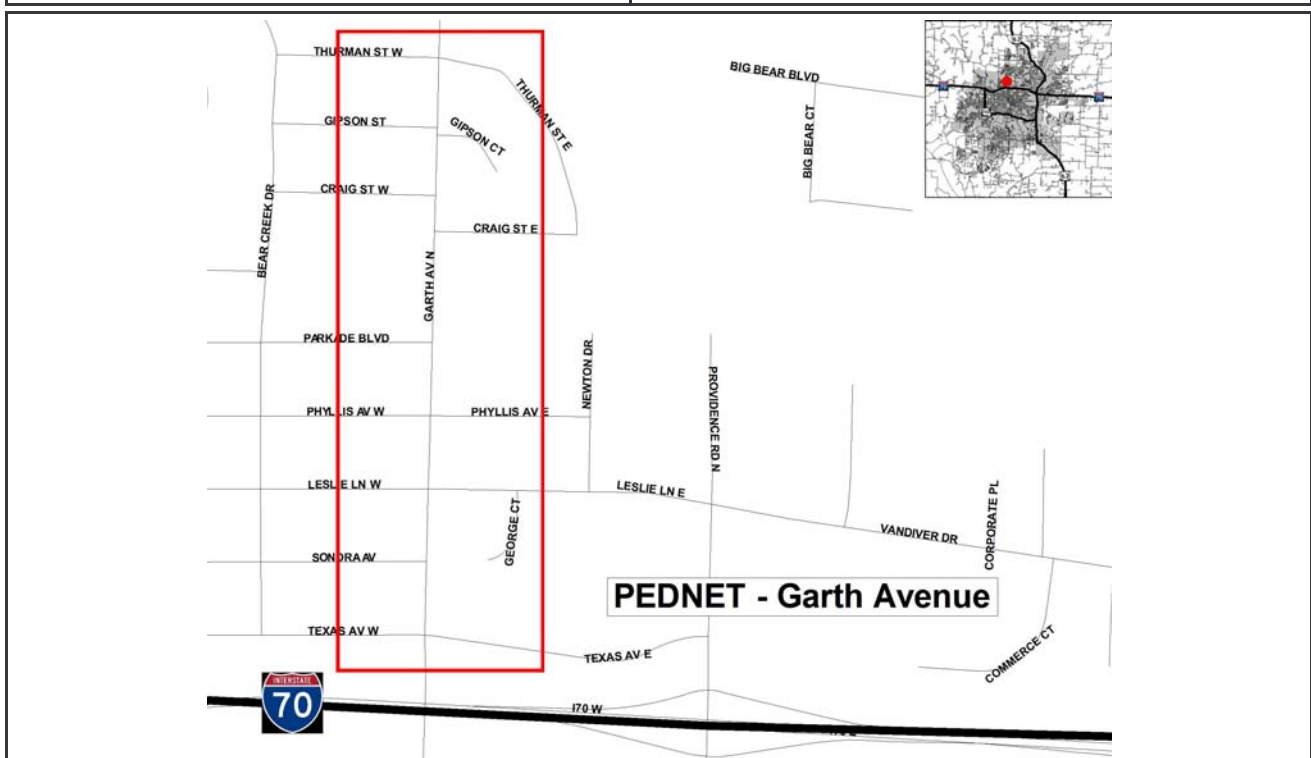 THURMAN ST W
BIG BEAR BLVD
THURMAN ST E
GIPSON ST
GIPSON CT
BIG BEAR CT
CRAIG ST W
CRAIG ST E
BEAR CREEK DR
GARTH AV N
PARKADE BLVD
NEWTON DR
PROVIDENCE RD N
PHYLLIS AV W
PHYLLIS AV E
LESLIE LN W
LESLIE LN E
GEORGE CT
VANDIVER DR
CORPORATE PL
SONDRA AV
PEDNET - Garth Avenue
TEXAS AV W
TEXAS AV E
COMMERCE CT
INTERSTATE
70
I70 W